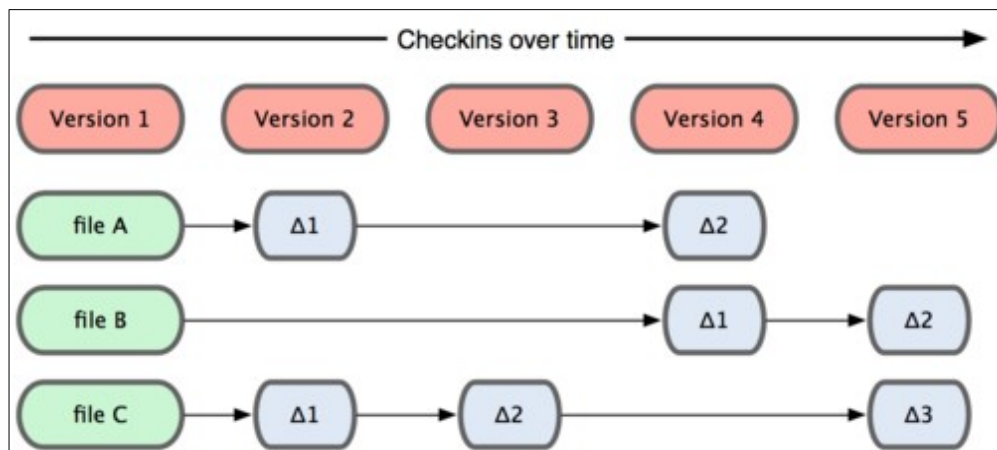 Checkins over time
Version 1 Version 2 Version 3 Version 4 Version 5
file A Δ1 Δ2
file B Δ1 Δ2
file C Δ1 Δ2 Δ3